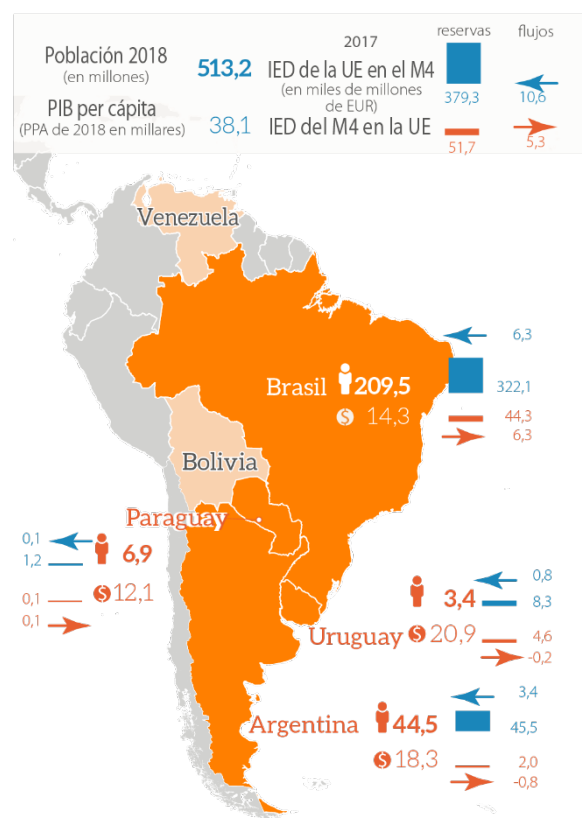 Población 2018
(en millones)
513,2
PIB per cápita
(PPA de 2018 en millares)
38,1
2017
IED de la UE en el M4
(en miles de millones
de EUR)
IED del M4 en la UE
reservas
flujos
379,3
10,6
51,7
5,3
Venezuela
Brasil
209,5
$ 14,3
6,3
322,1
44,3
6,3
Bolivia
Paraguay
6,9
$ 12,1
0,1
1,2
0,1
0,1
Uruguay
3,4
$ 20,9
0,8
8,3
4,6
-0,2
Argentina
44,5
$ 18,3
3,4
45,5
2,0
-0,8